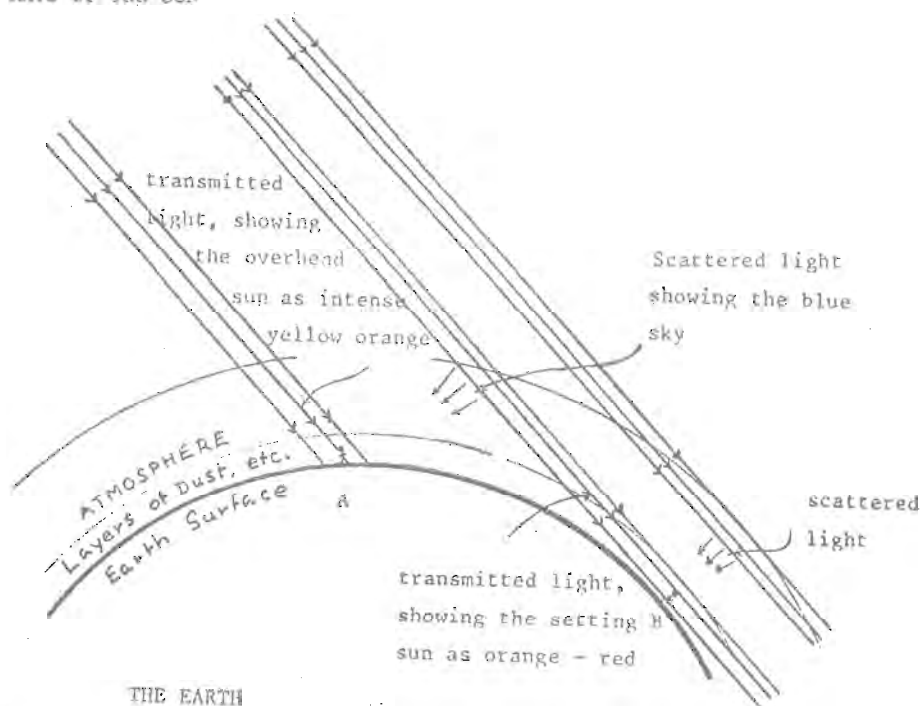 transmitted
light, showing
the overhead
sun as intense
yellow orange
Scattered light
showing the blue
sky
ATMOSPHERE
Layers of Dust, etc.
Earth Surface
A
scattered
light
transmitted light,
showing the setting B
sun as orange - red
THE EARTH